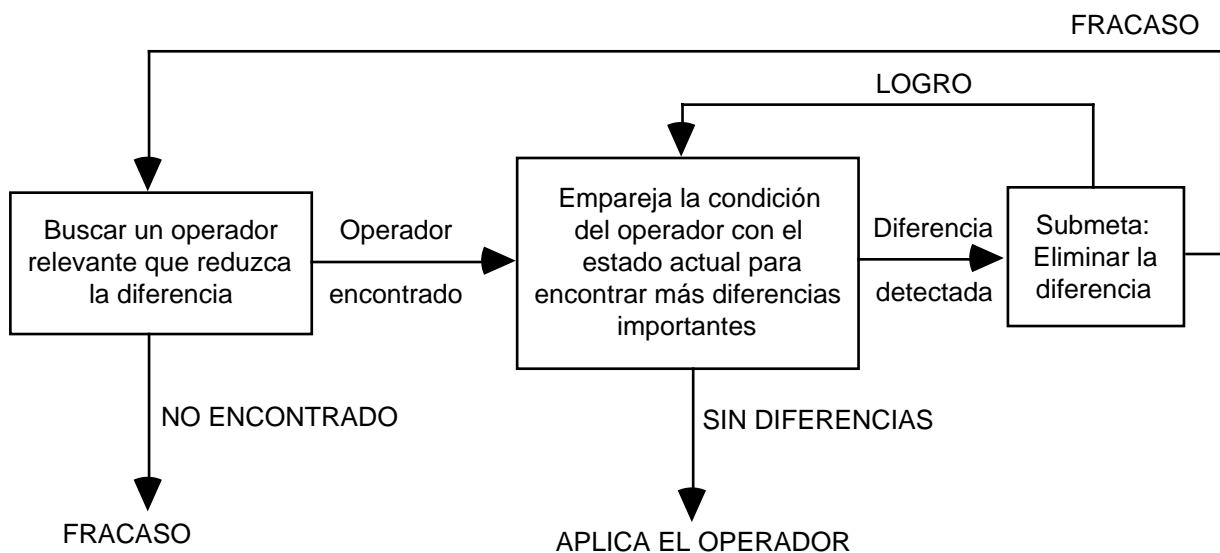 FRACASO
LOGRO
Buscar un operador
relevante que reduzca
la diferencia
Operador
encontrado
Empareja la condición
del operador con el
estado actual para
encontrar más diferencias
importantes
Diferencia
detectada
Submeta:
Eliminar la
diferencia
NO ENCONTRADO
SIN DIFERENCIAS
FRACASO
APLICA EL OPERADOR